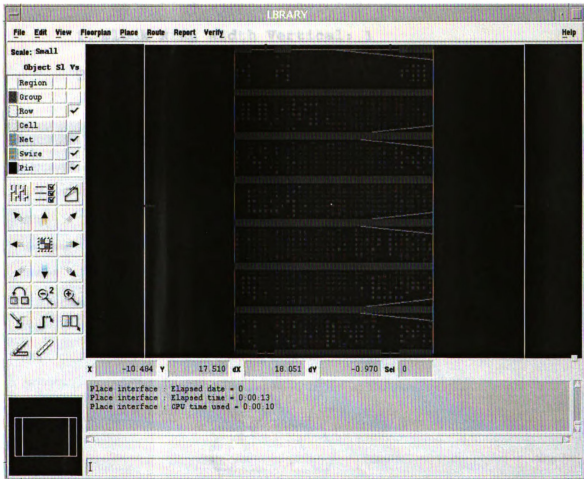 LBRARY
File Edit View Floorplan Place Route Report Verify Help
Scale: Small
Object Sl Vs
Region
Group
Row
Cell
Net
Swire
Pin
X -10.494 Y 17.510 dX 18.051 dY -0.970 Sel 0
Place interface : Elapsed date = 0
Place interface : Elapsed time = 0:00:13
Place interface : CPU time used = 0:00:10